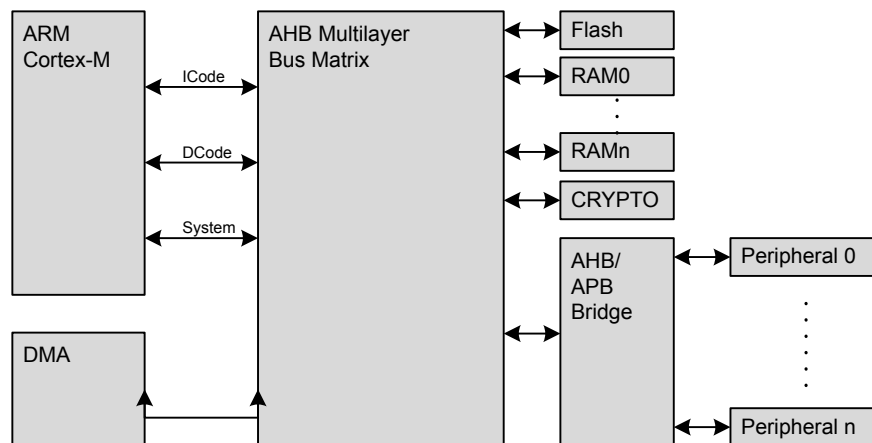 ARM
Cortex-M
AHB Multilayer
Bus Matrix
ICode
DCode
System
DMA
Flash
RAM0
RAMn
CRYPTO
AHB/
APB
Bridge
Peripheral 0
Peripheral n